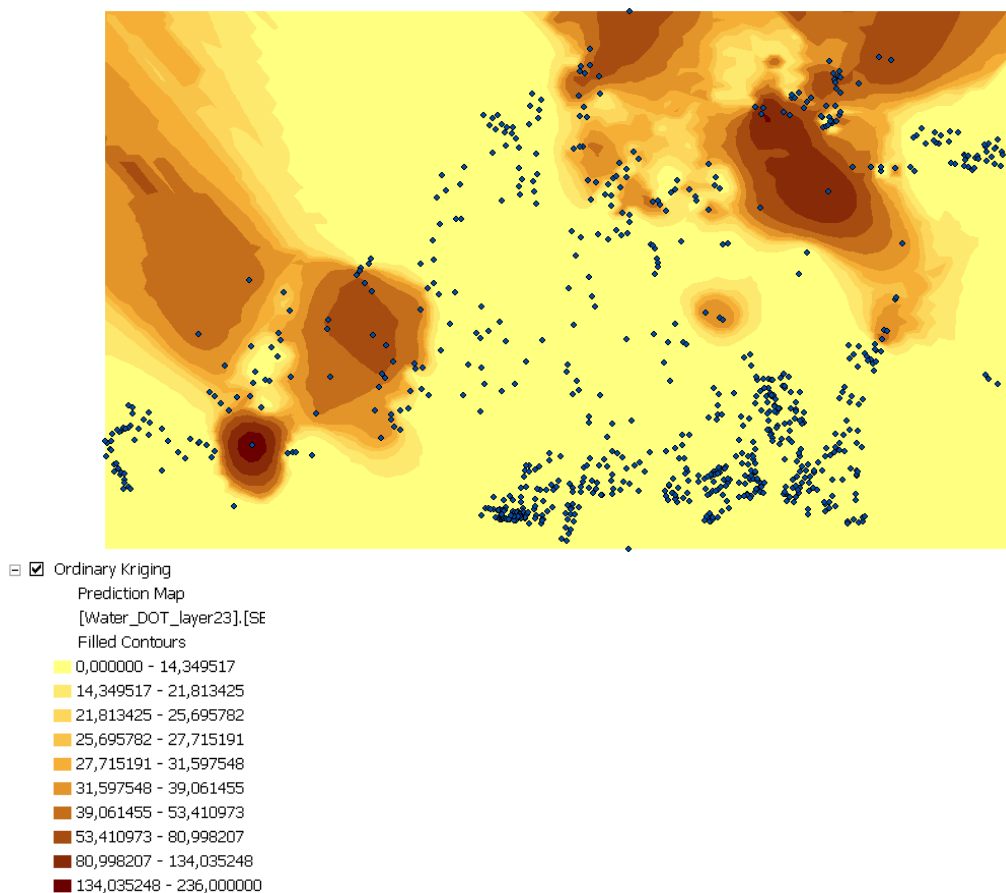 Ordinary Kriging
Prediction Map
[Water_DOT_layer23].[SE
Filled Contours
0,000000 - 14,349517
14,349517 - 21,813425
21,813425 - 25,695782
25,695782 - 27,715191
27,715191 - 31,597548
31,597548 - 39,061455
39,061455 - 53,410973
53,410973 - 80,998207
80,998207 - 134,035248
134,035248 - 236,000000